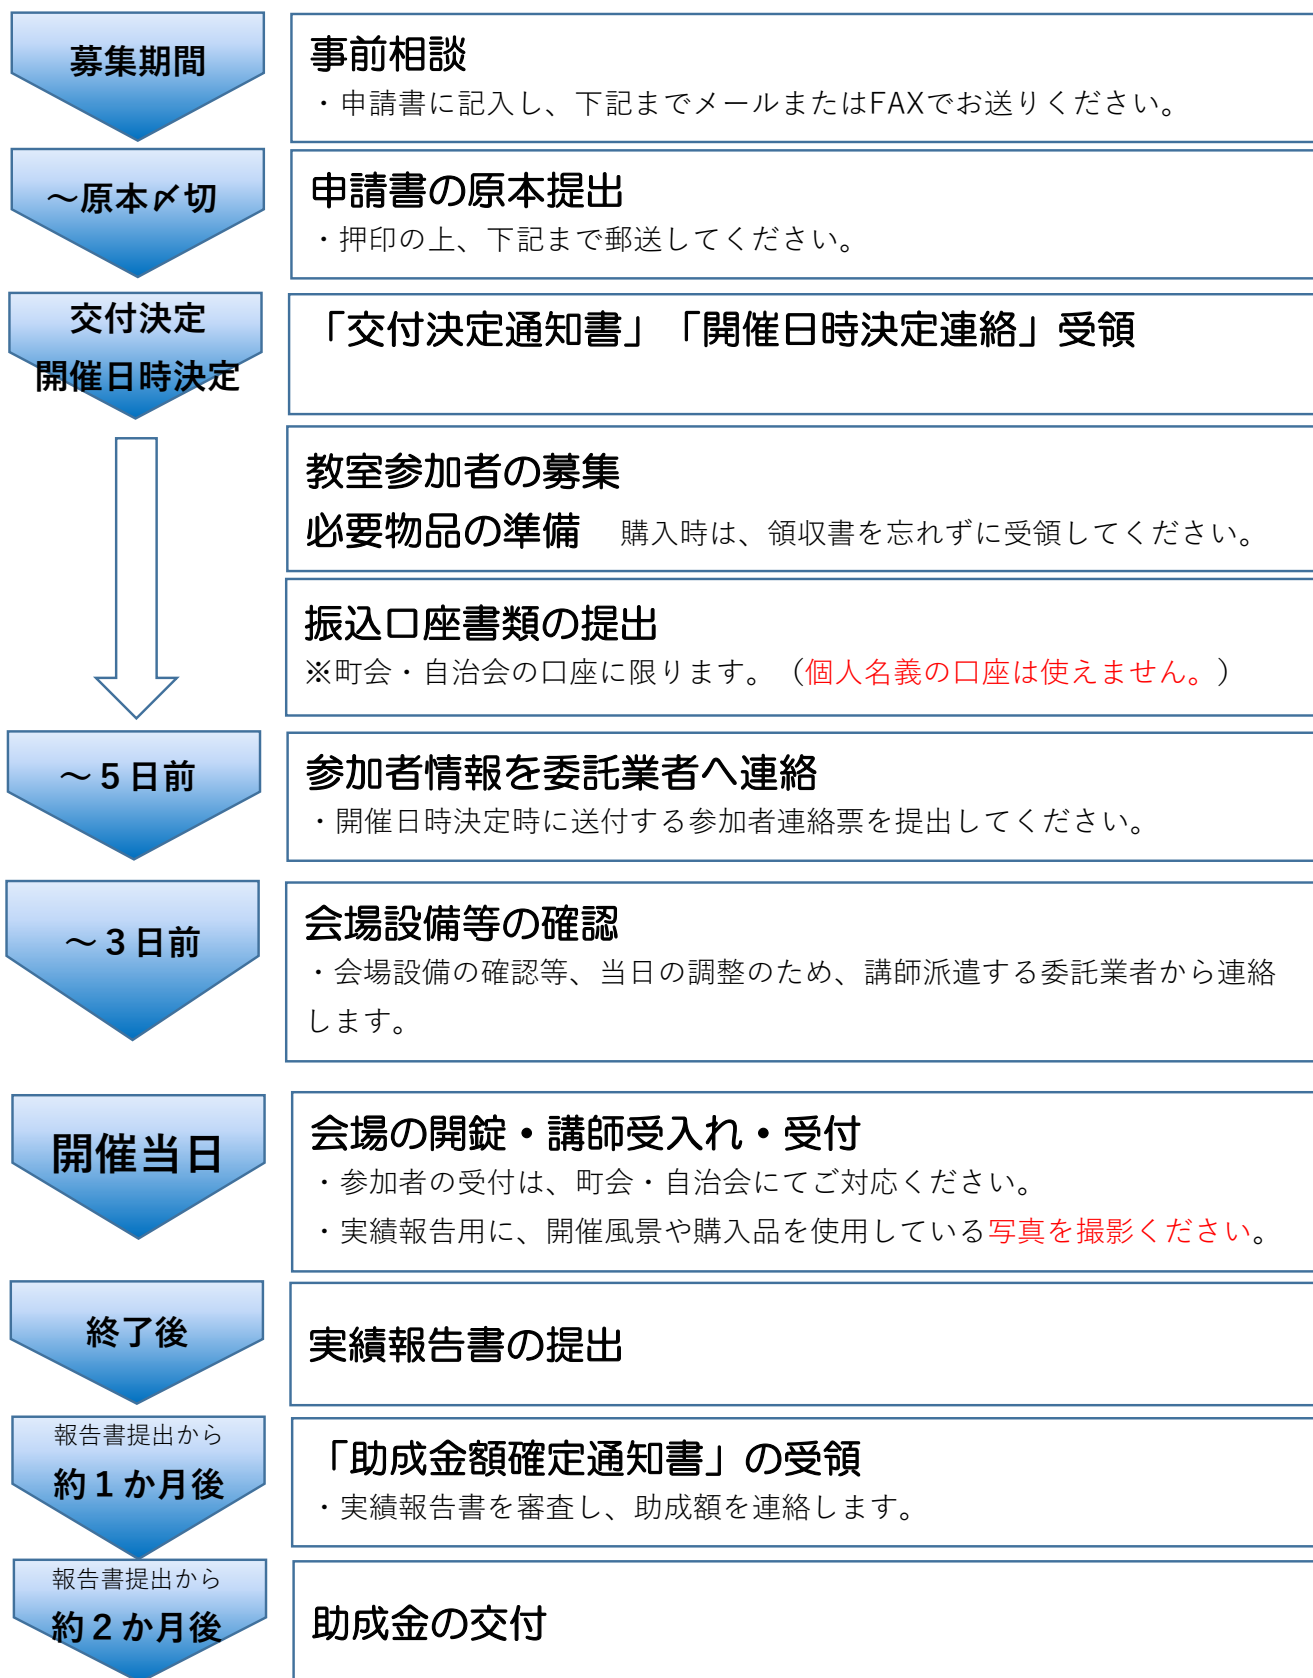 募集期間
事前相談
・申請書に記入し、下記までメールまたはFAXでお送りください。
～原本〆切
申請書の原本提出
・押印の上、下記まで郵送してください。
交付決定
開催日時決定
「交付決定通知書」「開催日時決定連絡」受領
教室参加者の募集
必要物品の準備　購入時は、領収書を忘れずに受領してください。
振込口座書類の提出
※町会・自治会の口座に限ります。（個人名義の口座は使えません。）
～５日前
参加者情報を委託業者へ連絡
・開催日時決定時に送付する参加者連絡票を提出してください。
～３日前
会場設備等の確認
・会場設備の確認等、当日の調整のため、講師派遣する委託業者から連絡
します。
開催当日
会場の開錠・講師受入れ・受付
・参加者の受付は、町会・自治会にてご対応ください。
・実績報告用に、開催風景や購入品を使用している写真を撮影ください。
終了後
実績報告書の提出
報告書提出から
約１か月後
「助成金額確定通知書」の受領
・実績報告書を審査し、助成額を連絡します。
報告書提出から
約２か月後
助成金の交付